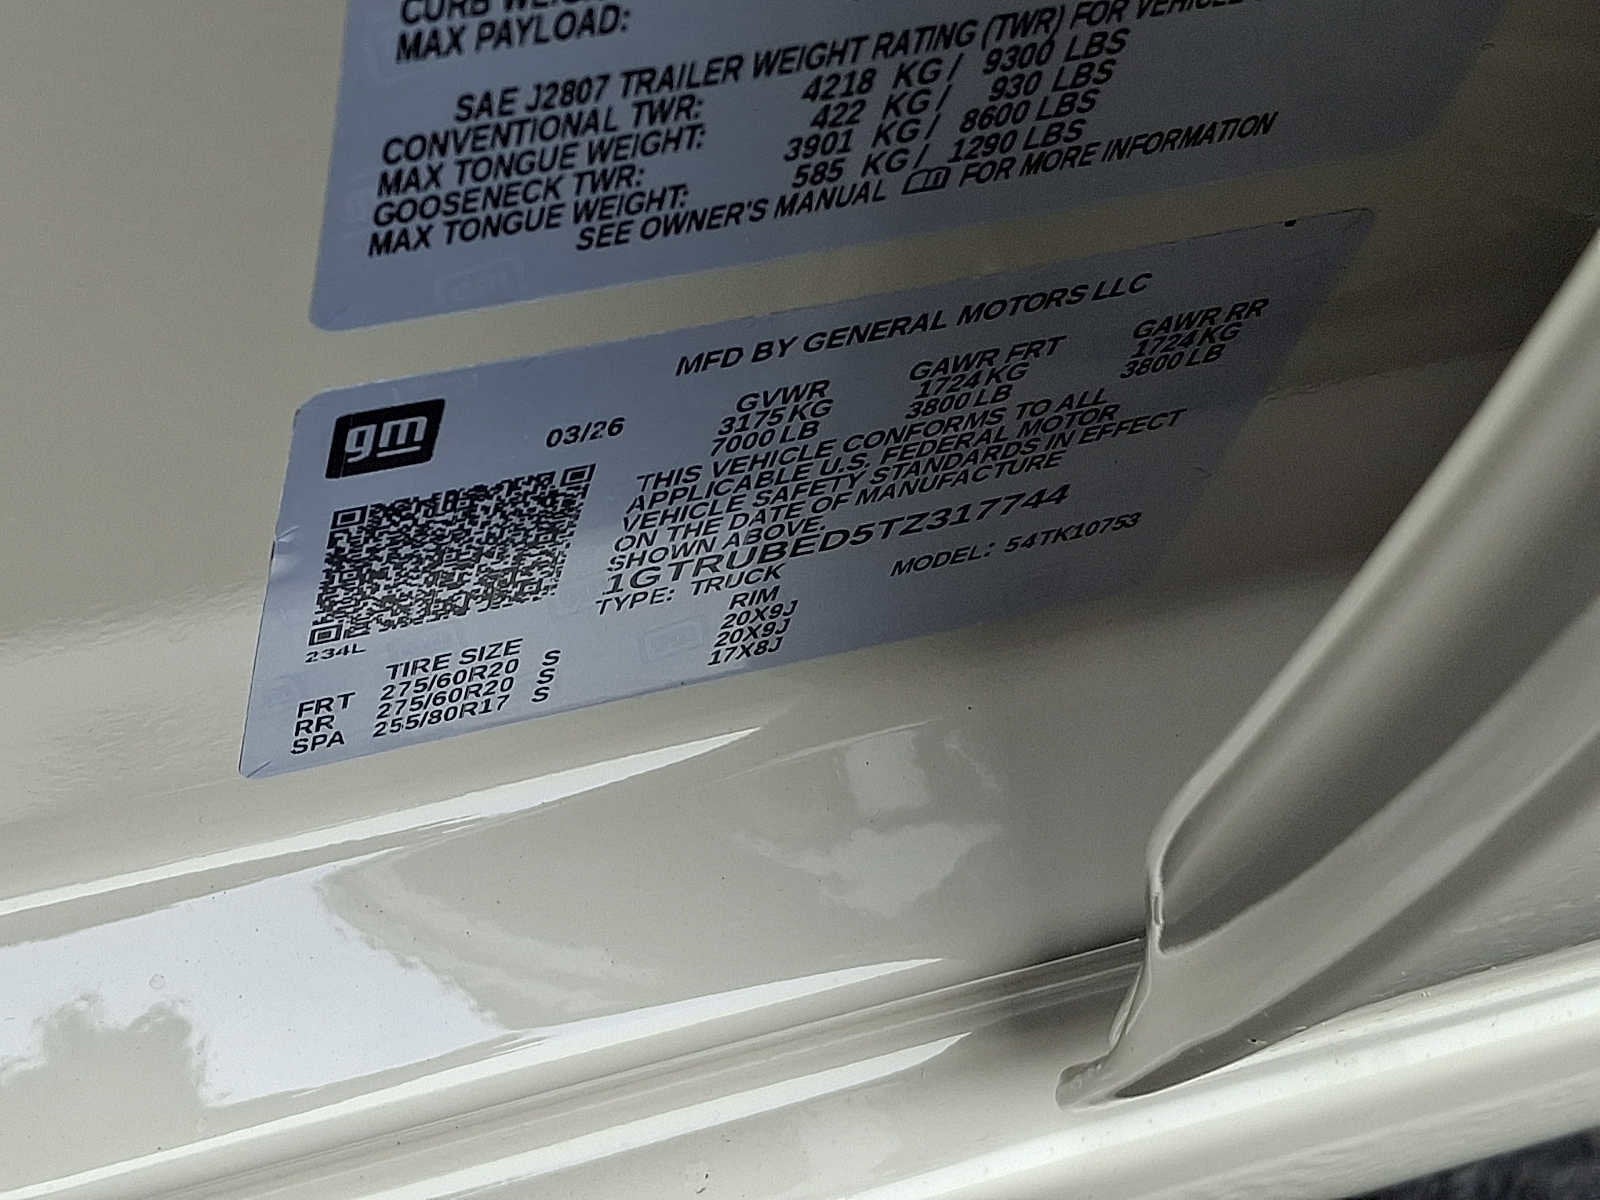 CURB WEIGHT
MAX PAYLOAD:
SAE J2807 TRAILER WEIGHT RATING (TWR) FOR VEHICLE
CONVENTIONAL TWR: 4218 KG/ 9300 LBS
MAX TONGUE WEIGHT: 422 KG/ 930 LBS
GOOSENECK TWR: 3901 KG/ 8600 LBS
MAX TONGUE WEIGHT: 585 KG/ 1290 LBS
SEE OWNER'S MANUAL FOR MORE INFORMATION
MFD BY GENERAL MOTORS LLC
gm 03/26 GVWR GAWR FRT GAWR RR
3175 KG 1724 KG 1724 KG
7000 LB 3800 LB 3800 LB
THIS VEHICLE CONFORMS TO ALL
APPLICABLE U.S. FEDERAL MOTOR
VEHICLE SAFETY STANDARDS IN EFFECT
ON THE DATE OF MANUFACTURE
SHOWN ABOVE.
1GTRUBED5TZ317744
TYPE: TRUCK MODEL: 54TK10753
234L
TIRE SIZE RIM
FRT 275/60R20 S 20X9J
RR 275/60R20 S 20X9J
SPA 255/80R17 S 17X8J